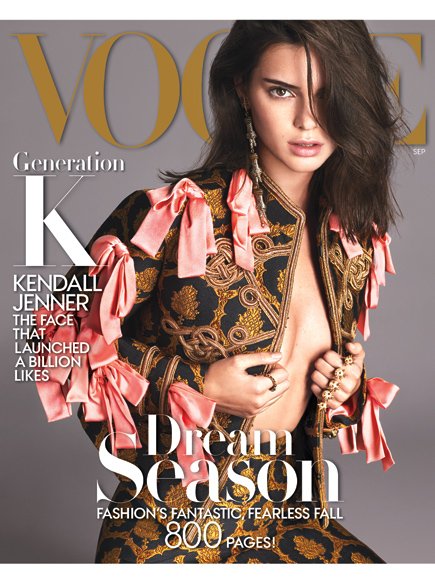 VOGUE
SEP
Generation
K
KENDALL
JENNER
THE FACE
THAT
LAUNCHED
A BILLION
LIKES
Dream
Season
FASHION'S FANTASTIC, FEARLESS FALL
800 PAGES!